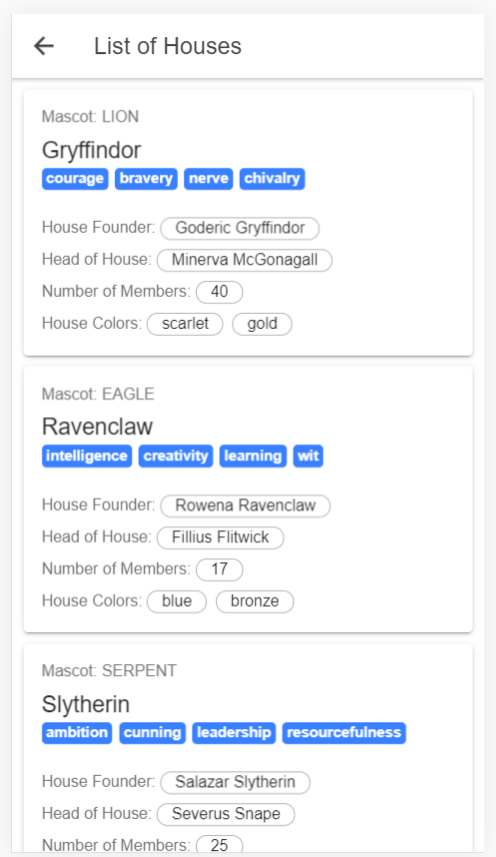 List of Houses
Mascot: LION
Gryffindor
courage bravery nerve chivalry
House Founder: Goderic Gryffindor
Head of House: Minerva McGonagall
Number of Members: 40
House Colors: scarlet gold
Mascot: EAGLE
Ravenclaw
intelligence creativity learning wit
House Founder: Rowena Ravenclaw
Head of House: Fillius Flitwick
Number of Members: 17
House Colors: blue bronze
Mascot: SERPENT
Slytherin
ambition cunning leadership resourcefulness
House Founder: Salazar Slytherin
Head of House: Severus Snape
Number of Members: 25